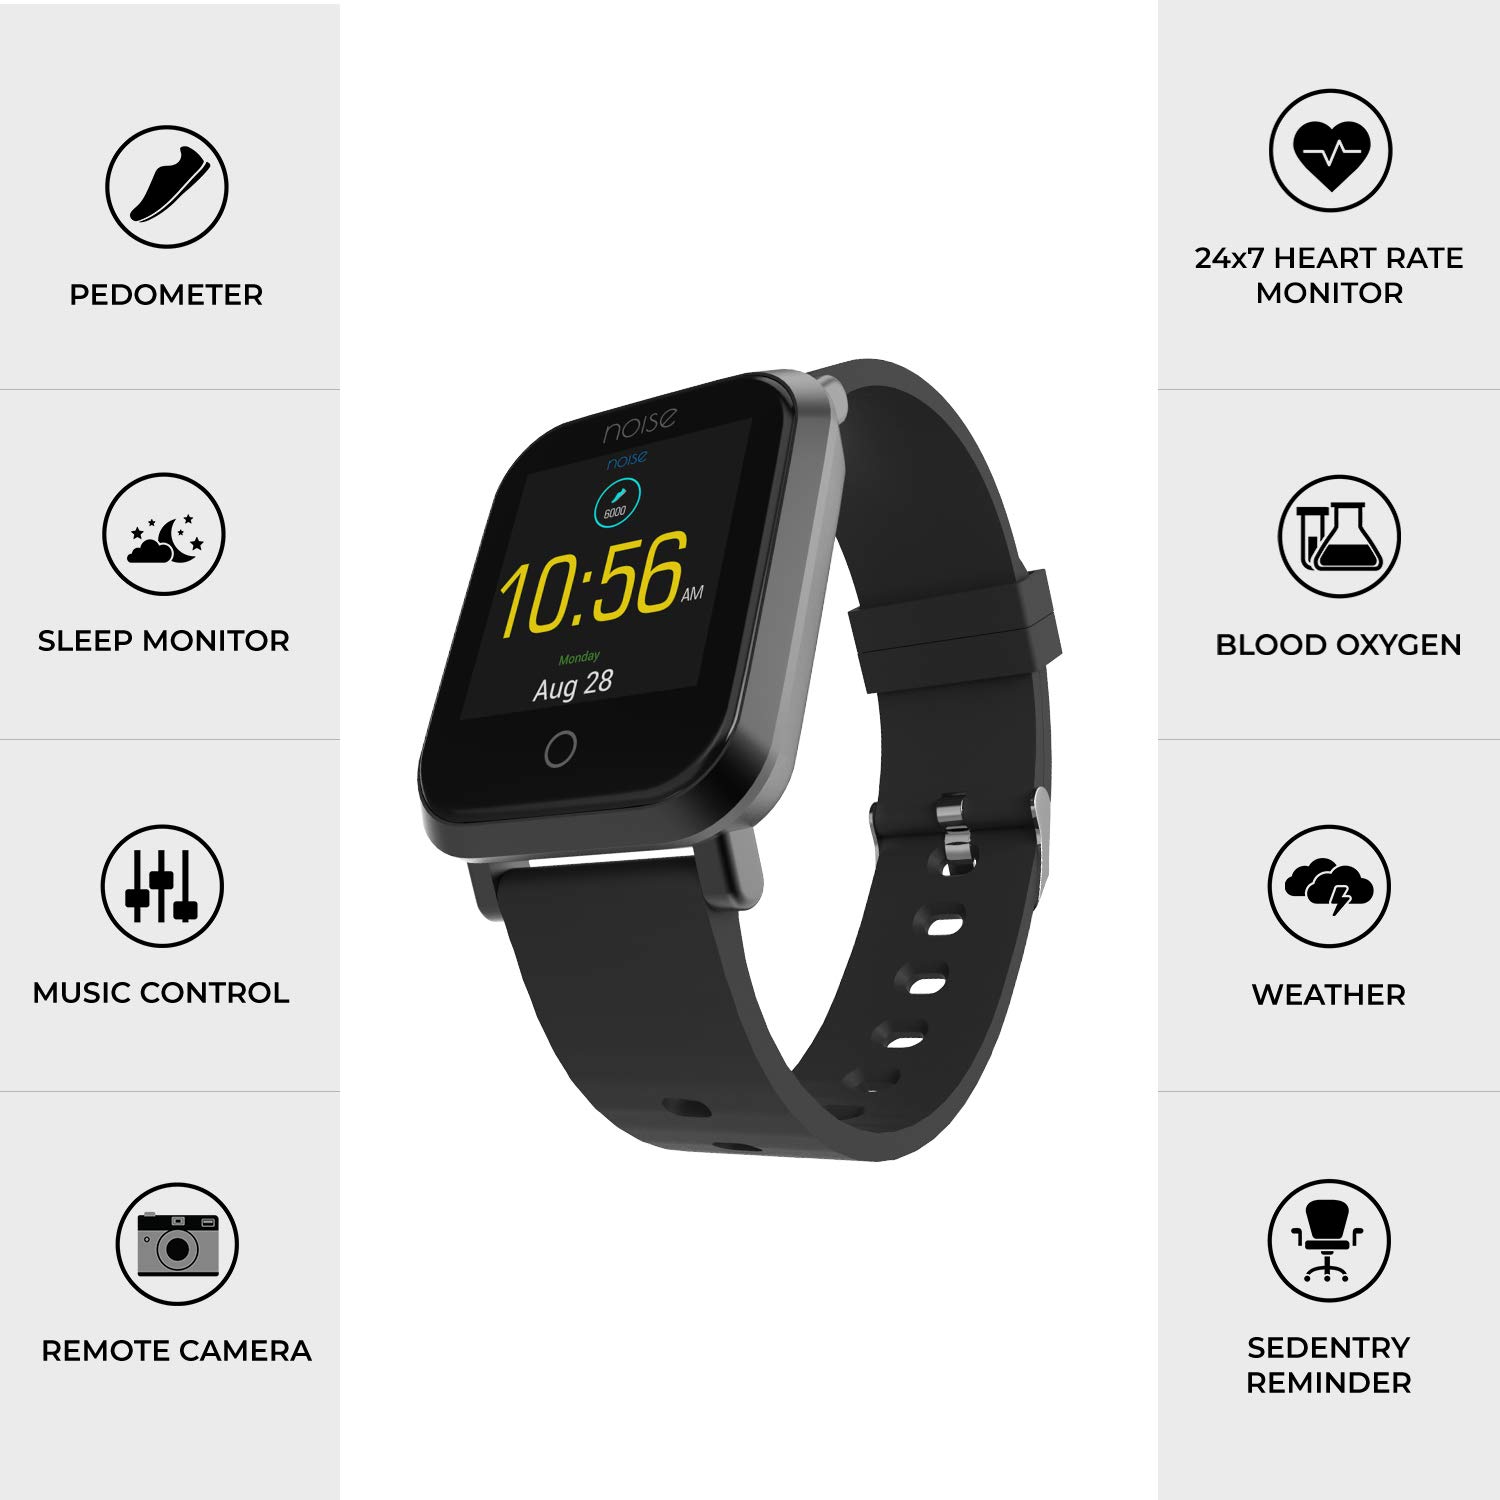 PEDOMETER
SLEEP MONITOR
MUSIC CONTROL
REMOTE CAMERA
noise
noise
6000
10:56 AM
Monday
Aug 28
24x7 HEART RATE
MONITOR
BLOOD OXYGEN
WEATHER
SEDENTRY
REMINDER